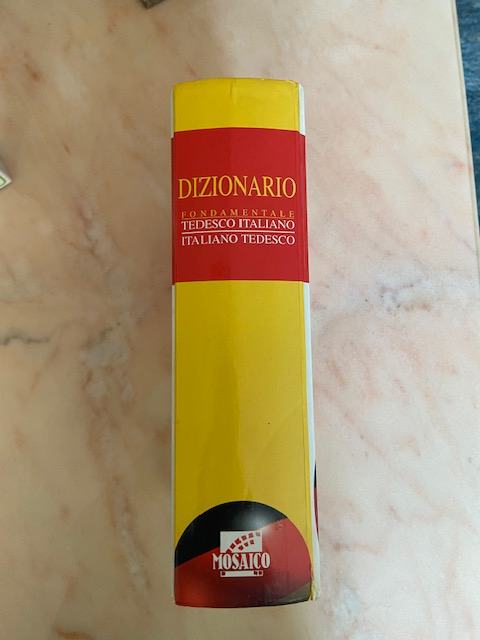 DIZIONARIO
FONDAMENTALE
TEDESCO ITALIANO
ITALIANO TEDESCO
MOSAICO